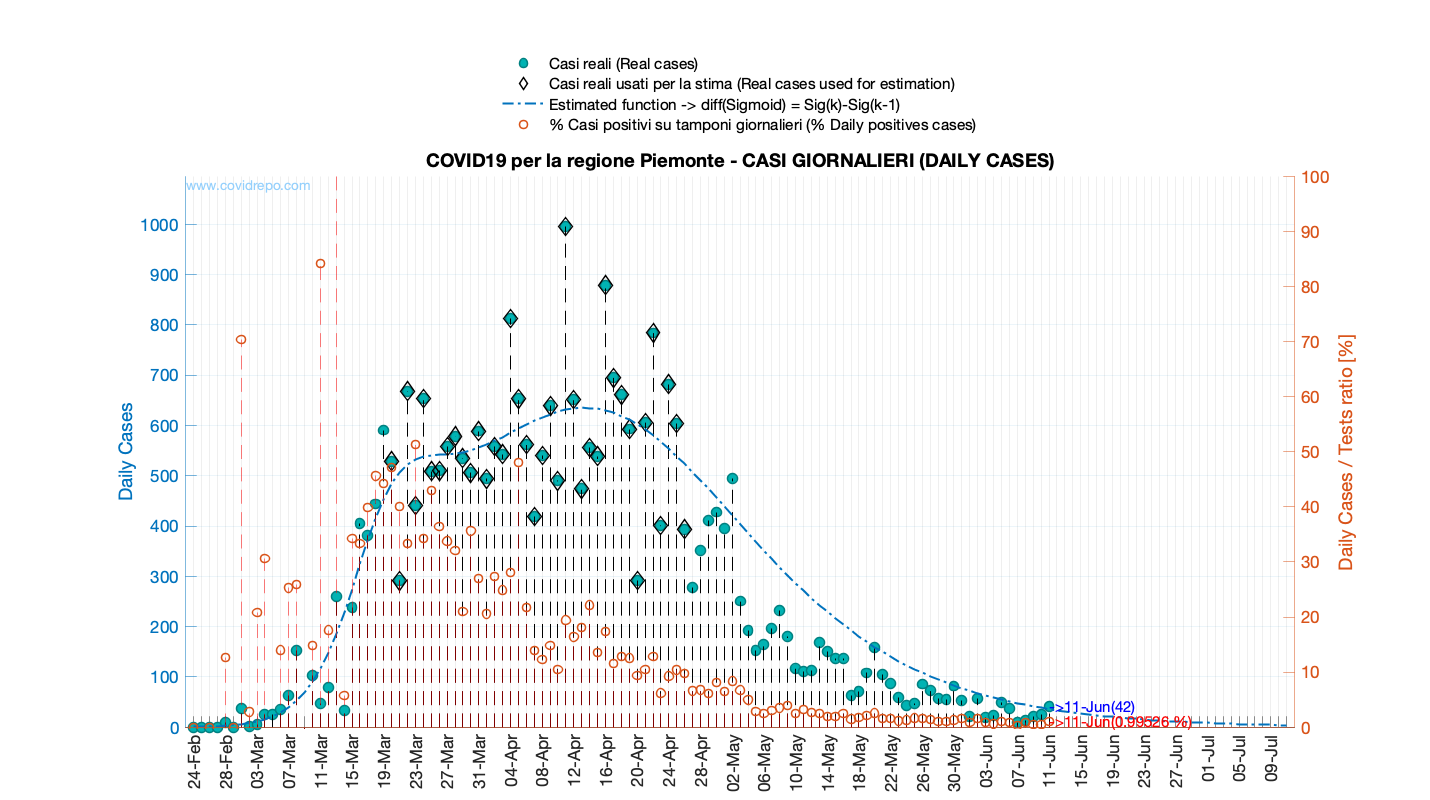 Casi reali (Real cases)
Casi reali usati per la stima (Real cases used for estimation)
Estimated function -> diff(Sigmoid) = Sig(k)-Sig(k-1)
% Casi positivi su tamponi giornalieri (% Daily positives cases)
COVID19 per la regione Piemonte - CASI GIORNALIERI (DAILY CASES)
www.covidrepo.com
Daily Cases
1000
900
800
700
600
500
400
300
200
100
0
100
90
80
70
60
50
40
30
20
10
0
Daily Cases / Tests ratio [%]
>11-Jun(42)
>11-Jun(0.99526 %)
24-Feb
28-Feb
03-Mar
07-Mar
11-Mar
15-Mar
19-Mar
23-Mar
27-Mar
31-Mar
04-Apr
08-Apr
12-Apr
16-Apr
20-Apr
24-Apr
28-Apr
02-May
06-May
10-May
14-May
18-May
22-May
26-May
30-May
03-Jun
07-Jun
11-Jun
15-Jun
19-Jun
23-Jun
27-Jun
01-Jul
05-Jul
09-Jul